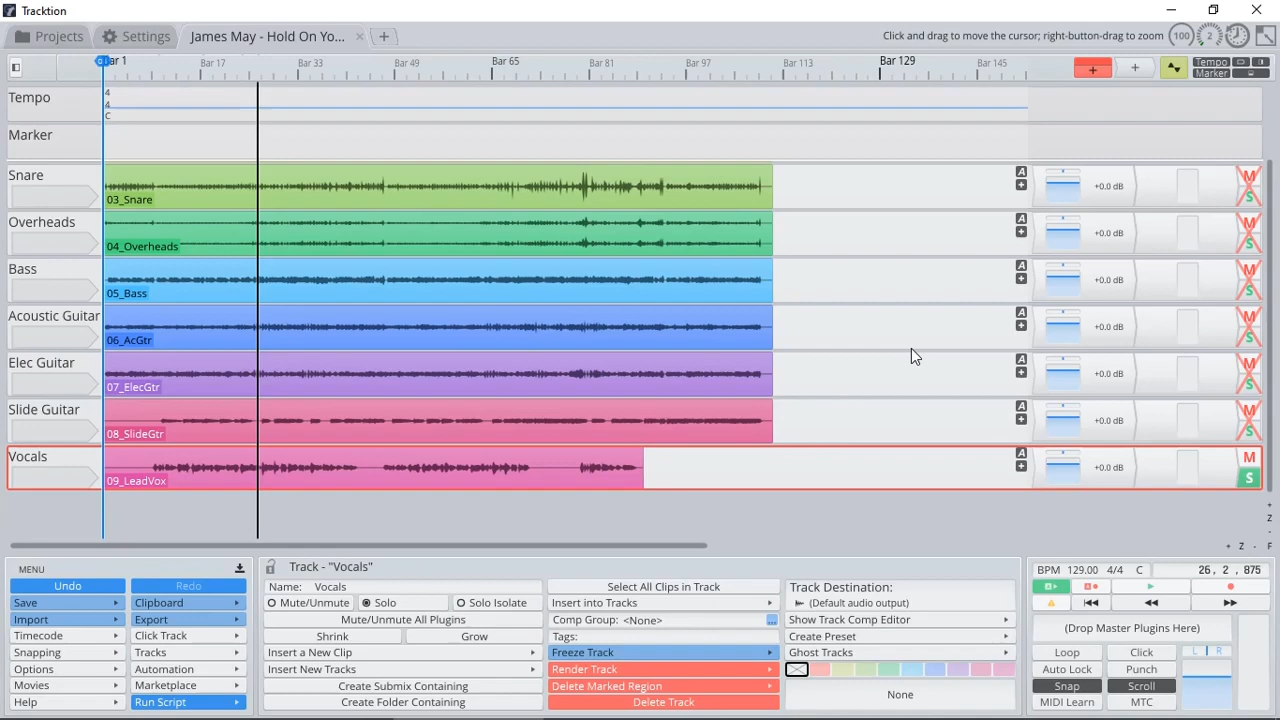 Tracktion
Projects Settings James May - Hold On Yo... Click and drag to move the cursor; right-button-drag to zoom 100 2
Bar 1 Bar 17 Bar 33 Bar 49 Bar 65 Bar 81 Bar 97 Bar 113 Bar 129 Bar 145 Tempo
Marker
Tempo 4
4
C
Marker
Snare 03_Snare A +0.0 dB M S
Overheads 04_Overheads A +0.0 dB M S
Bass 05_Bass A +0.0 dB M S
Acoustic Guitar 06_AcGtr A +0.0 dB M S
Elec Guitar 07_ElecGtr A +0.0 dB M S
Slide Guitar 08_SlideGtr A +0.0 dB M S
Vocals 09_LeadVox A +0.0 dB M S
+ Z -
+ Z - F
MENU
Undo Redo
Save Clipboard
Import Export
Timecode Click Track
Snapping Tracks
Options Automation
Movies Marketplace
Help Run Script
Track - "Vocals"
Name: Vocals
Mute/Unmute Solo Solo Isolate
Mute/Unmute All Plugins
Shrink Grow
Insert a New Clip
Insert New Tracks
Create Submix Containing
Create Folder Containing
Select All Clips in Track
Insert into Tracks
Comp Group: <None> ...
Tags:
Freeze Track
Render Track
Delete Marked Region
Delete Track
Track Destination:
(Default audio output)
Show Track Comp Editor
Create Preset
Ghost Tracks
None
BPM 129.00 4/4 C 26, 2, 875
(Drop Master Plugins Here)
Loop Click L R
Auto Lock Punch
Snap Scroll
MIDI Learn MTC